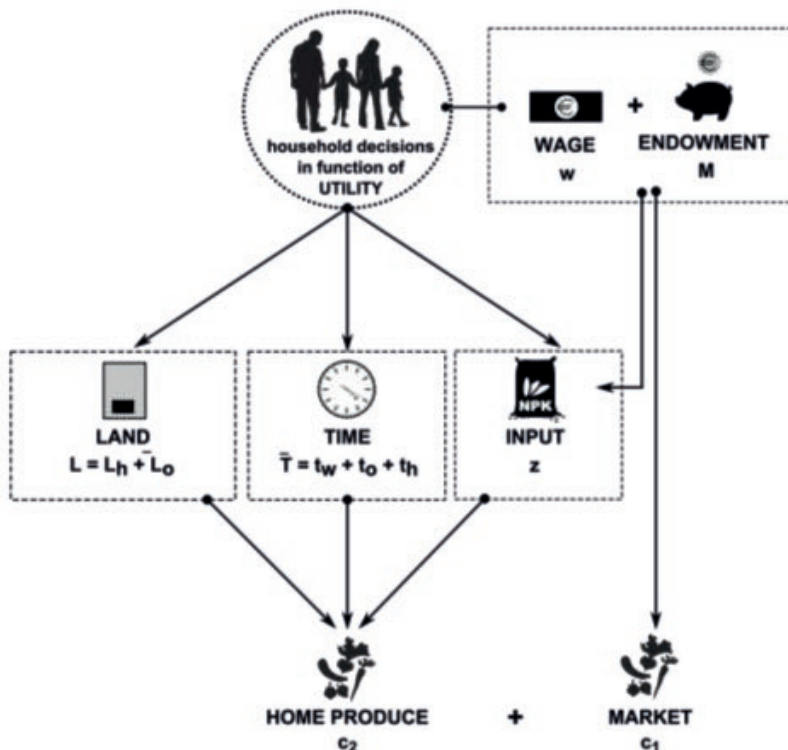 household decisions
in function of
UTILITY
€
WAGE
w
+
€
ENDOWMENT
M
LAND
L = Lₕ + L̄ₒ
TIME
T̄ = t_w + tₒ + tₕ
NPK
INPUT
z
HOME PRODUCE
c₂
+
MARKET
c₁